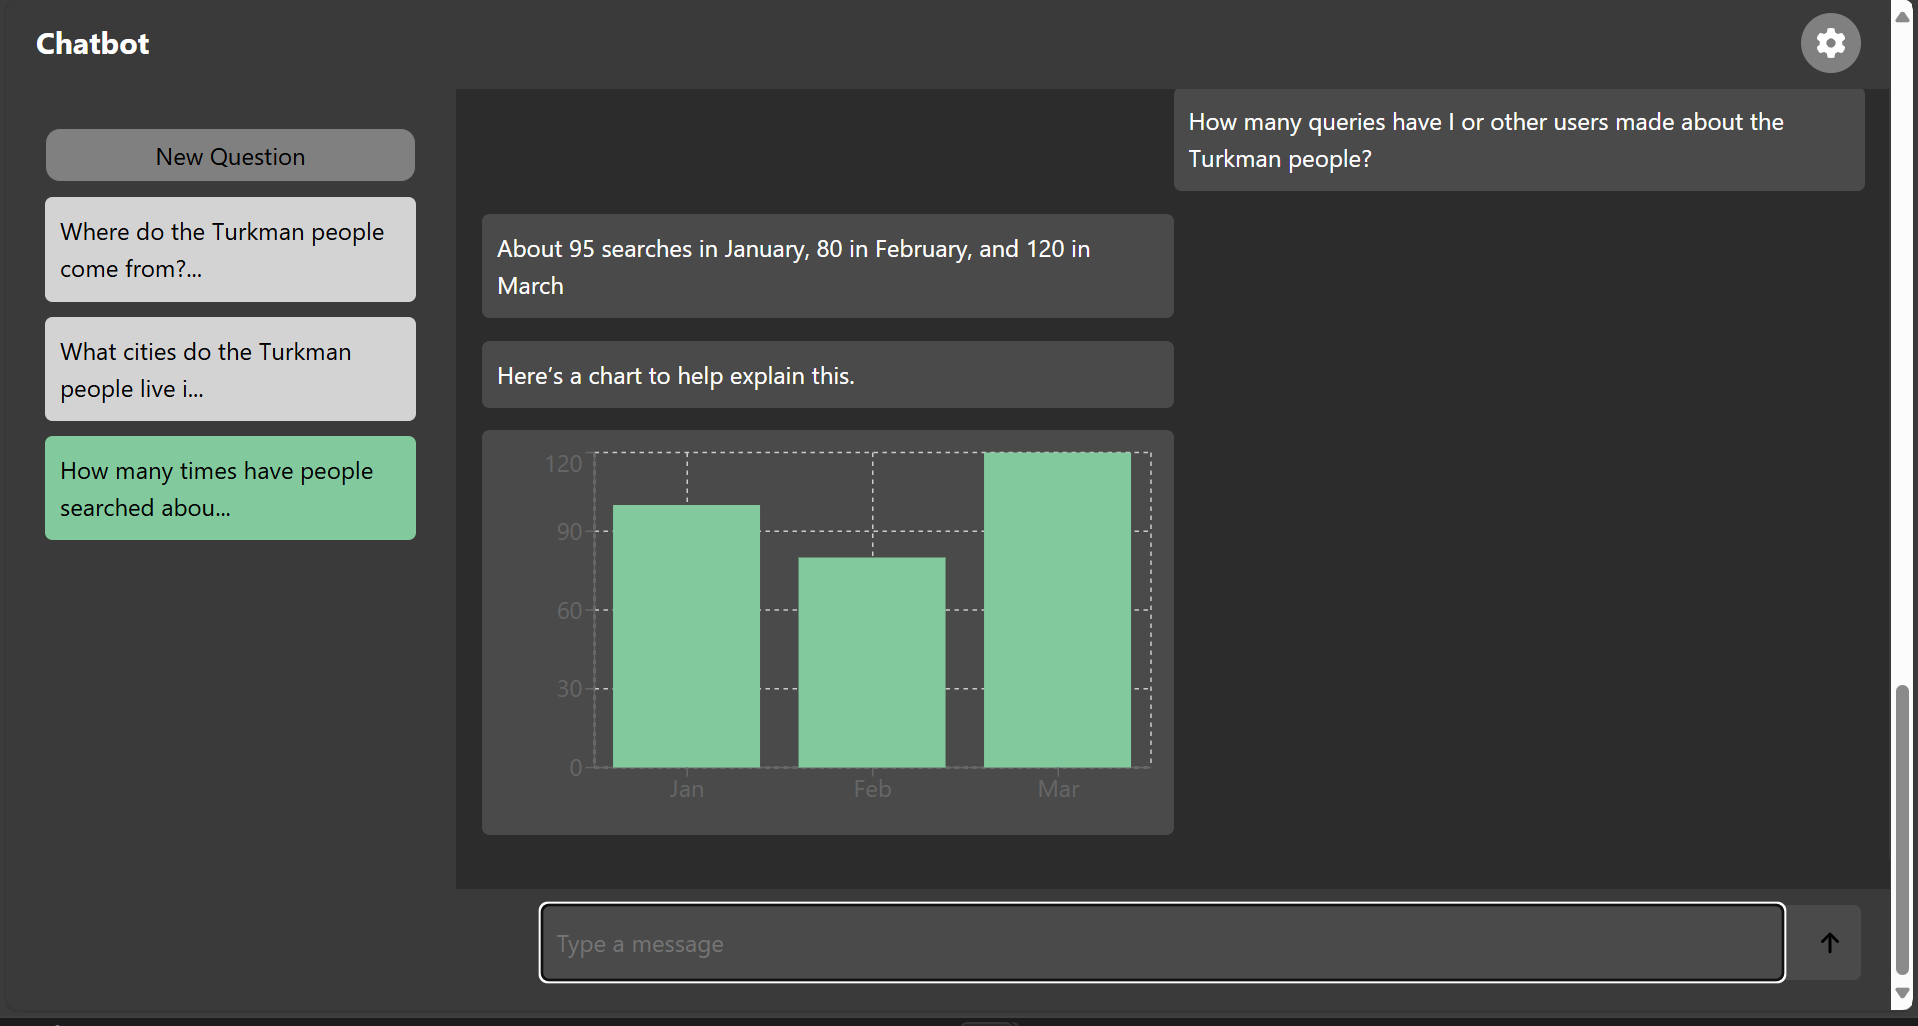 Chatbot
New Question
Where do the Turkman people
come from?...
What cities do the Turkman
people live i...
How many times have people
searched abou...
How many queries have I or other users made about the
Turkman people?
About 95 searches in January, 80 in February, and 120 in
March
Here’s a chart to help explain this.
120
90
60
30
0
Jan Feb Mar
Type a message